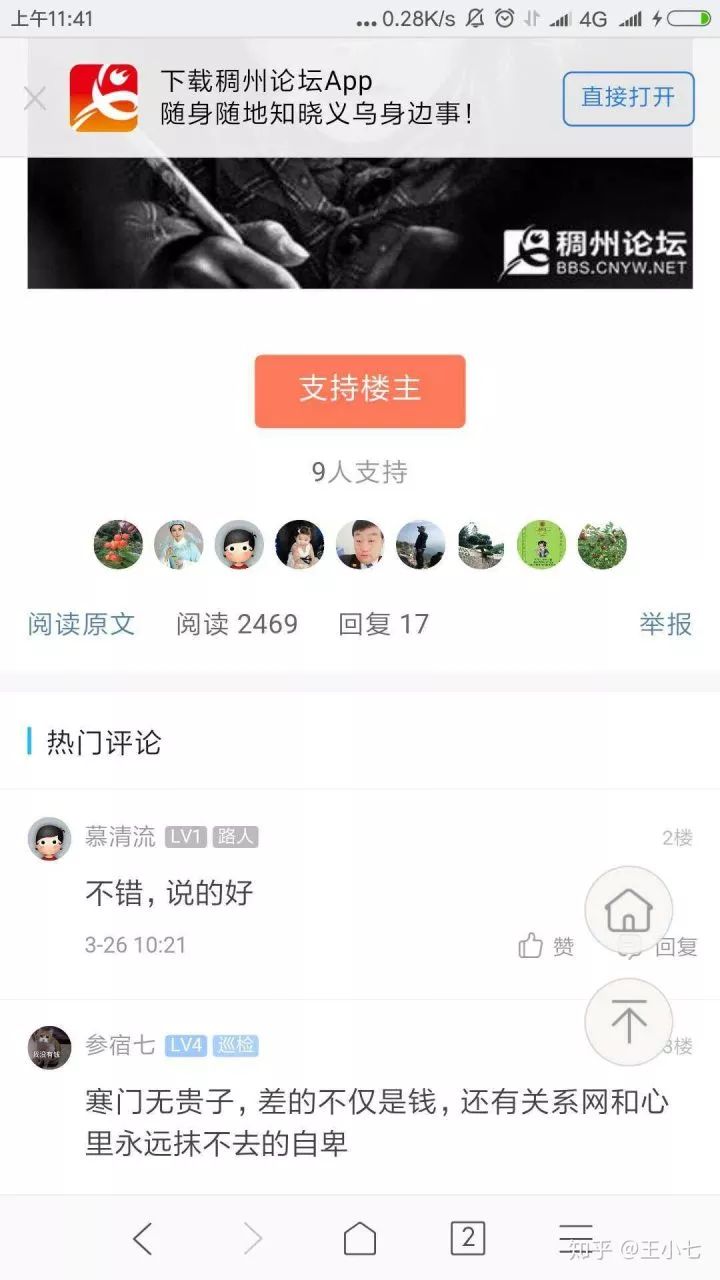 上午11:41
...0.28K/s
4G
下载稠州论坛App
随身随地知晓义乌身边事！
直接打开
稠州论坛
BBS.CNYW.NET
支持楼主
9人支持
阅读原文 阅读 2469 回复 17 举报
热门评论
慕清流 LV1 路人 2楼
不错，说的好
3-26 10:21 赞 回复
我没有钱
参宿七 LV4 巡检 3楼
寒门无贵子，差的不仅是钱，还有关系网和心
里永远抹不去的自卑
2
知乎 @王小七